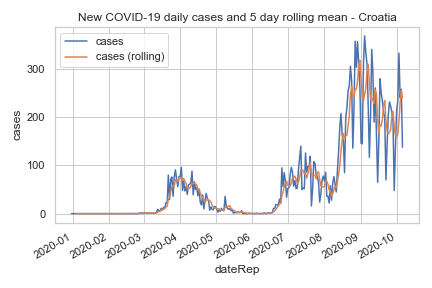 New COVID-19 daily cases and 5 day rolling mean - Croatia
cases
cases (rolling)
300
200
100
0
cases
2020-01
2020-02
2020-03
2020-04
2020-05
2020-06
2020-07
2020-08
2020-09
2020-10
dateRep